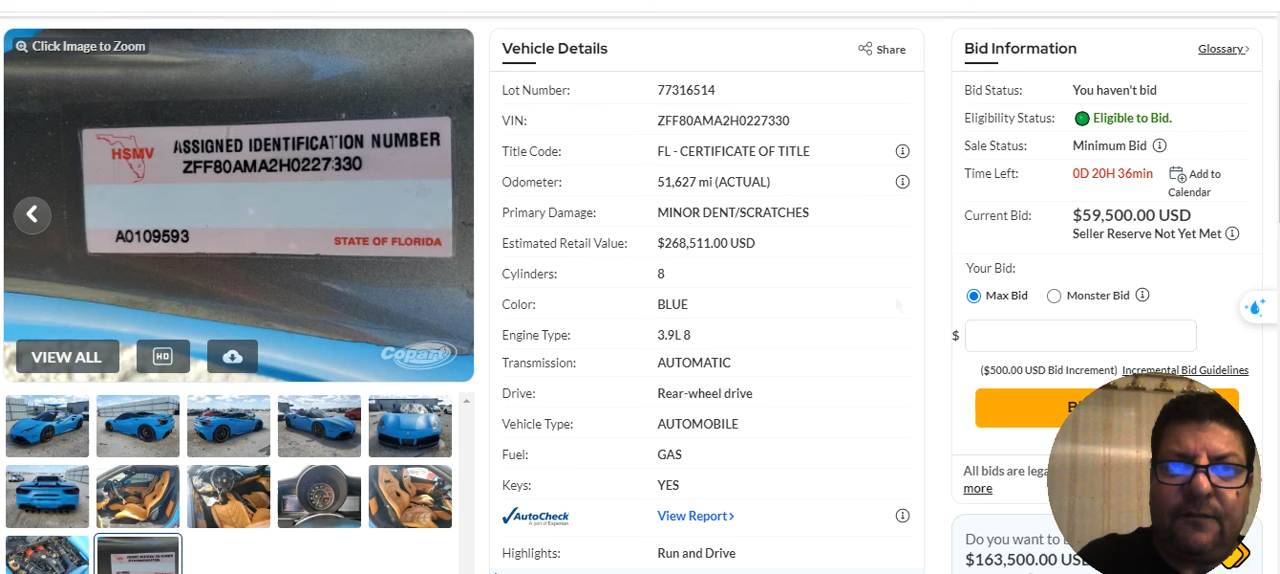 Click Image to Zoom
HSMV
ASSIGNED IDENTIFICATION NUMBER
ZFF80AMA2H0227330
A0109593
STATE OF FLORIDA
VIEW ALL
HD
Copart
Vehicle Details
Share
Lot Number: 77316514
VIN: ZFF80AMA2H0227330
Title Code: FL - CERTIFICATE OF TITLE
Odometer: 51,627 mi (ACTUAL)
Primary Damage: MINOR DENT/SCRATCHES
Estimated Retail Value: $268,511.00 USD
Cylinders: 8
Color: BLUE
Engine Type: 3.9L 8
Transmission: AUTOMATIC
Drive: Rear-wheel drive
Vehicle Type: AUTOMOBILE
Fuel: GAS
Keys: YES
AutoCheck
A part of Experian
View Report
Highlights: Run and Drive
Bid Information
Glossary
Bid Status: You haven't bid
Eligibility Status: Eligible to Bid.
Sale Status: Minimum Bid
Time Left: 0D 20H 36min
Add to
Calendar
Current Bid: $59,500.00 USD
Seller Reserve Not Yet Met
Your Bid:
Max Bid
Monster Bid
$
($500.00 USD Bid Increment) Incremental Bid Guidelines
All bids are
more
Do you want to
$163,500.00